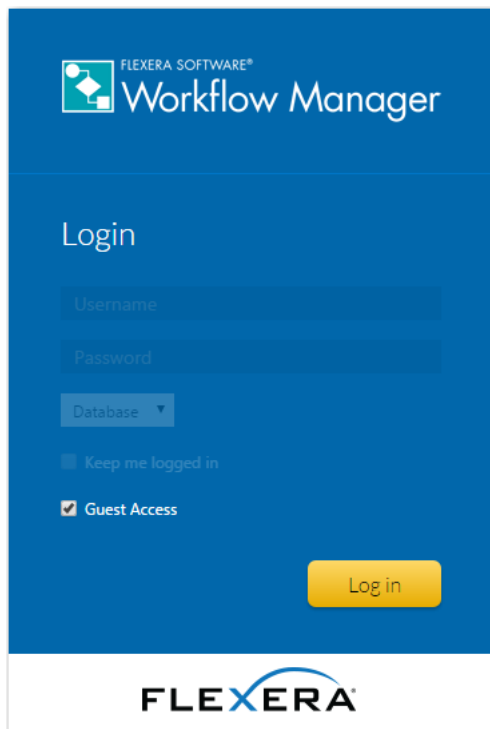 FLEXERA SOFTWARE®
Workflow Manager
Login
Username
Password
Database
Keep me logged in
Guest Access
Log in
FLEXERA